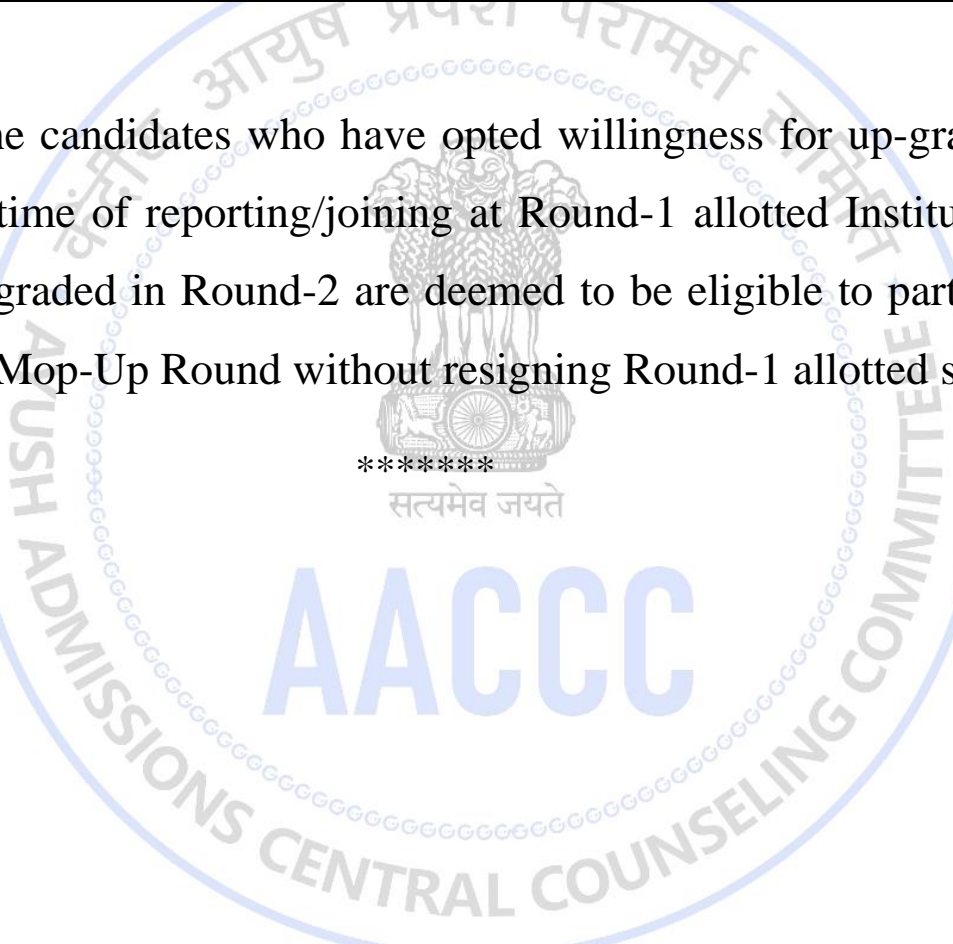 आयुष प्रवेश परामर्श समिति
ne candidates who have opted willingness for up-gra
time of reporting/joining at Round-1 allotted Institu
graded in Round-2 are deemed to be eligible to part
Mop-Up Round without resigning Round-1 allotted s
*******
सत्यमेव जयते
AACCC
AYUSH ADMISSIONS CENTRAL COUNSELING COMMITTEE